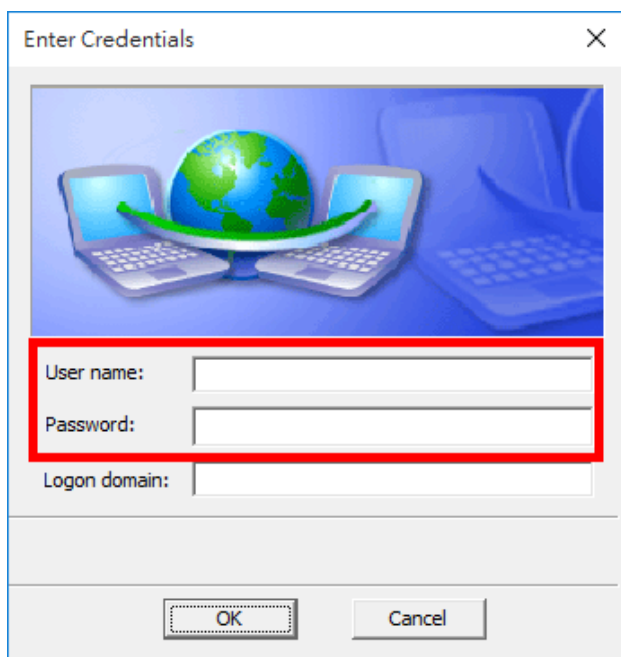 Enter Credentials
User name:
Password:
Logon domain:
OK
Cancel